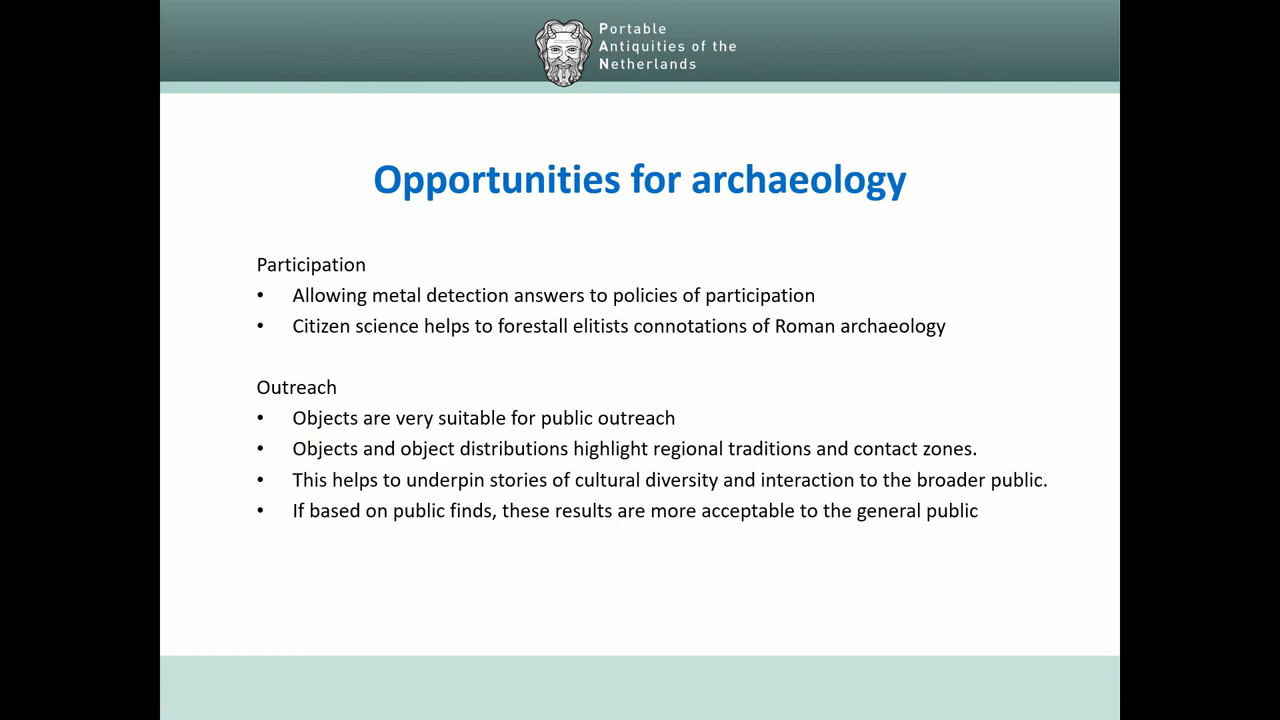 Portable
Antiquities of the
Netherlands
Opportunities for archaeology
Participation
• Allowing metal detection answers to policies of participation
• Citizen science helps to forestall elitists connotations of Roman archaeology
Outreach
• Objects are very suitable for public outreach
• Objects and object distributions highlight regional traditions and contact zones.
• This helps to underpin stories of cultural diversity and interaction to the broader public.
• If based on public finds, these results are more acceptable to the general public